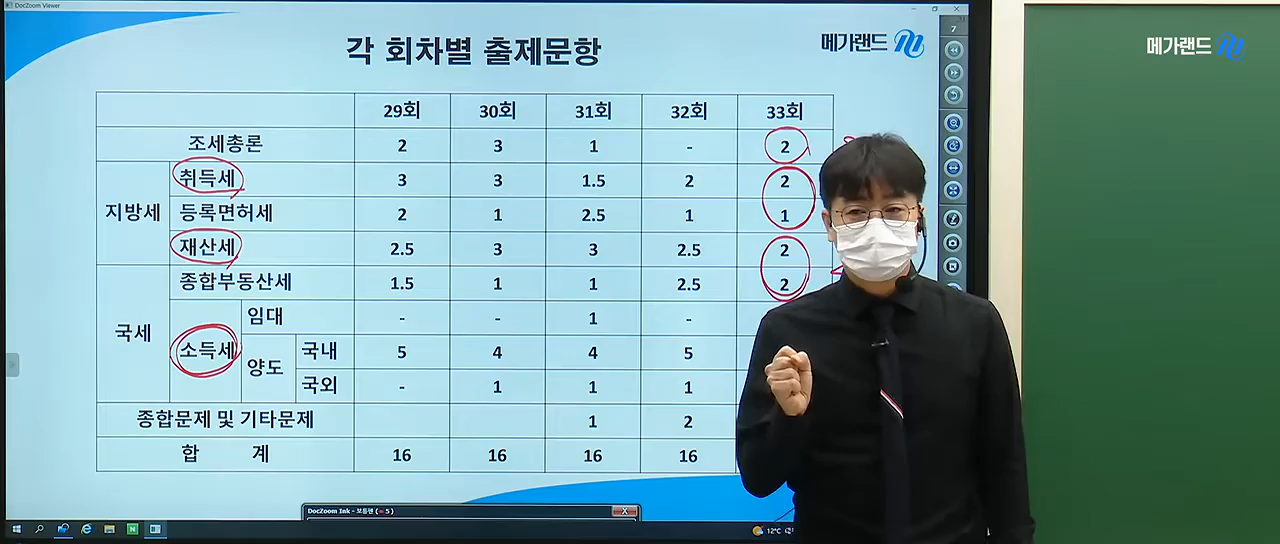 DocZoom Viewer
각 회차별 출제문항
메가랜드
메가랜드
7
29회 30회 31회 32회 33회
조세총론 2 3 1 - 2
지방세
취득세 3 3 1.5 2 2
등록면허세 2 1 2.5 1 1
재산세 2.5 3 3 2.5 2
국세
종합부동산세 1.5 1 1 2.5 2
소득세
임대 - - 1 -
양도
국내 5 4 4 5
국외 - 1 1 1
종합문제 및 기타문제 1 2
합 계 16 16 16 16
DocZoom Ink - 보통펜 ( = 5 )
12°C